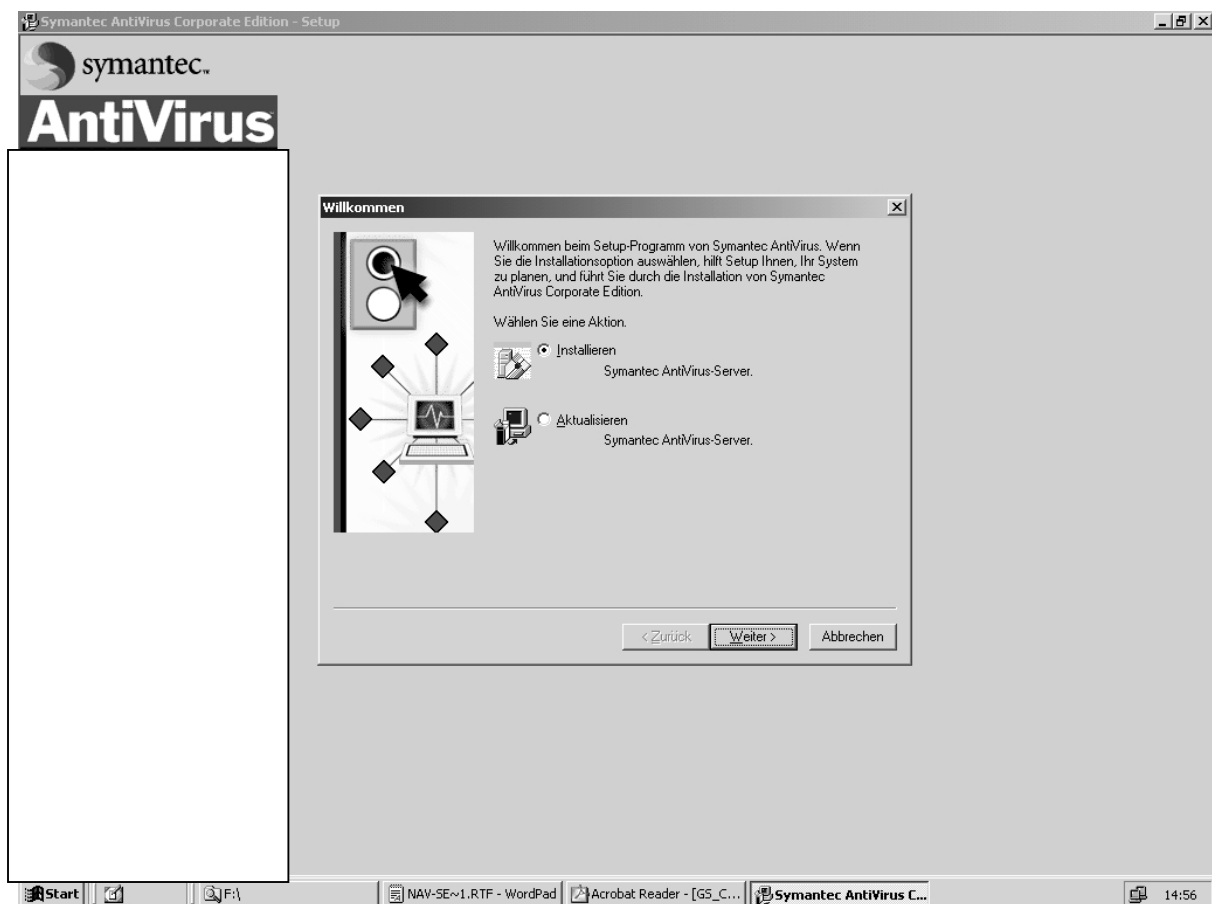 Symantec AntiVirus Corporate Edition - Setup
symantec™
AntiVirus
Willkommen
Willkommen beim Setup-Programm von Symantec AntiVirus. Wenn
Sie die Installationsoption auswählen, hilft Setup Ihnen, Ihr System
zu planen, und führt Sie durch die Installation von Symantec
AntiVirus Corporate Edition.
Wählen Sie eine Aktion.
Installieren
Symantec AntiVirus-Server.
Aktualisieren
Symantec AntiVirus-Server.
< Zurück Weiter > Abbrechen
Start F:\ NAV-SE~1.RTF - WordPad Acrobat Reader - [GS_C... Symantec AntiVirus C... 14:56